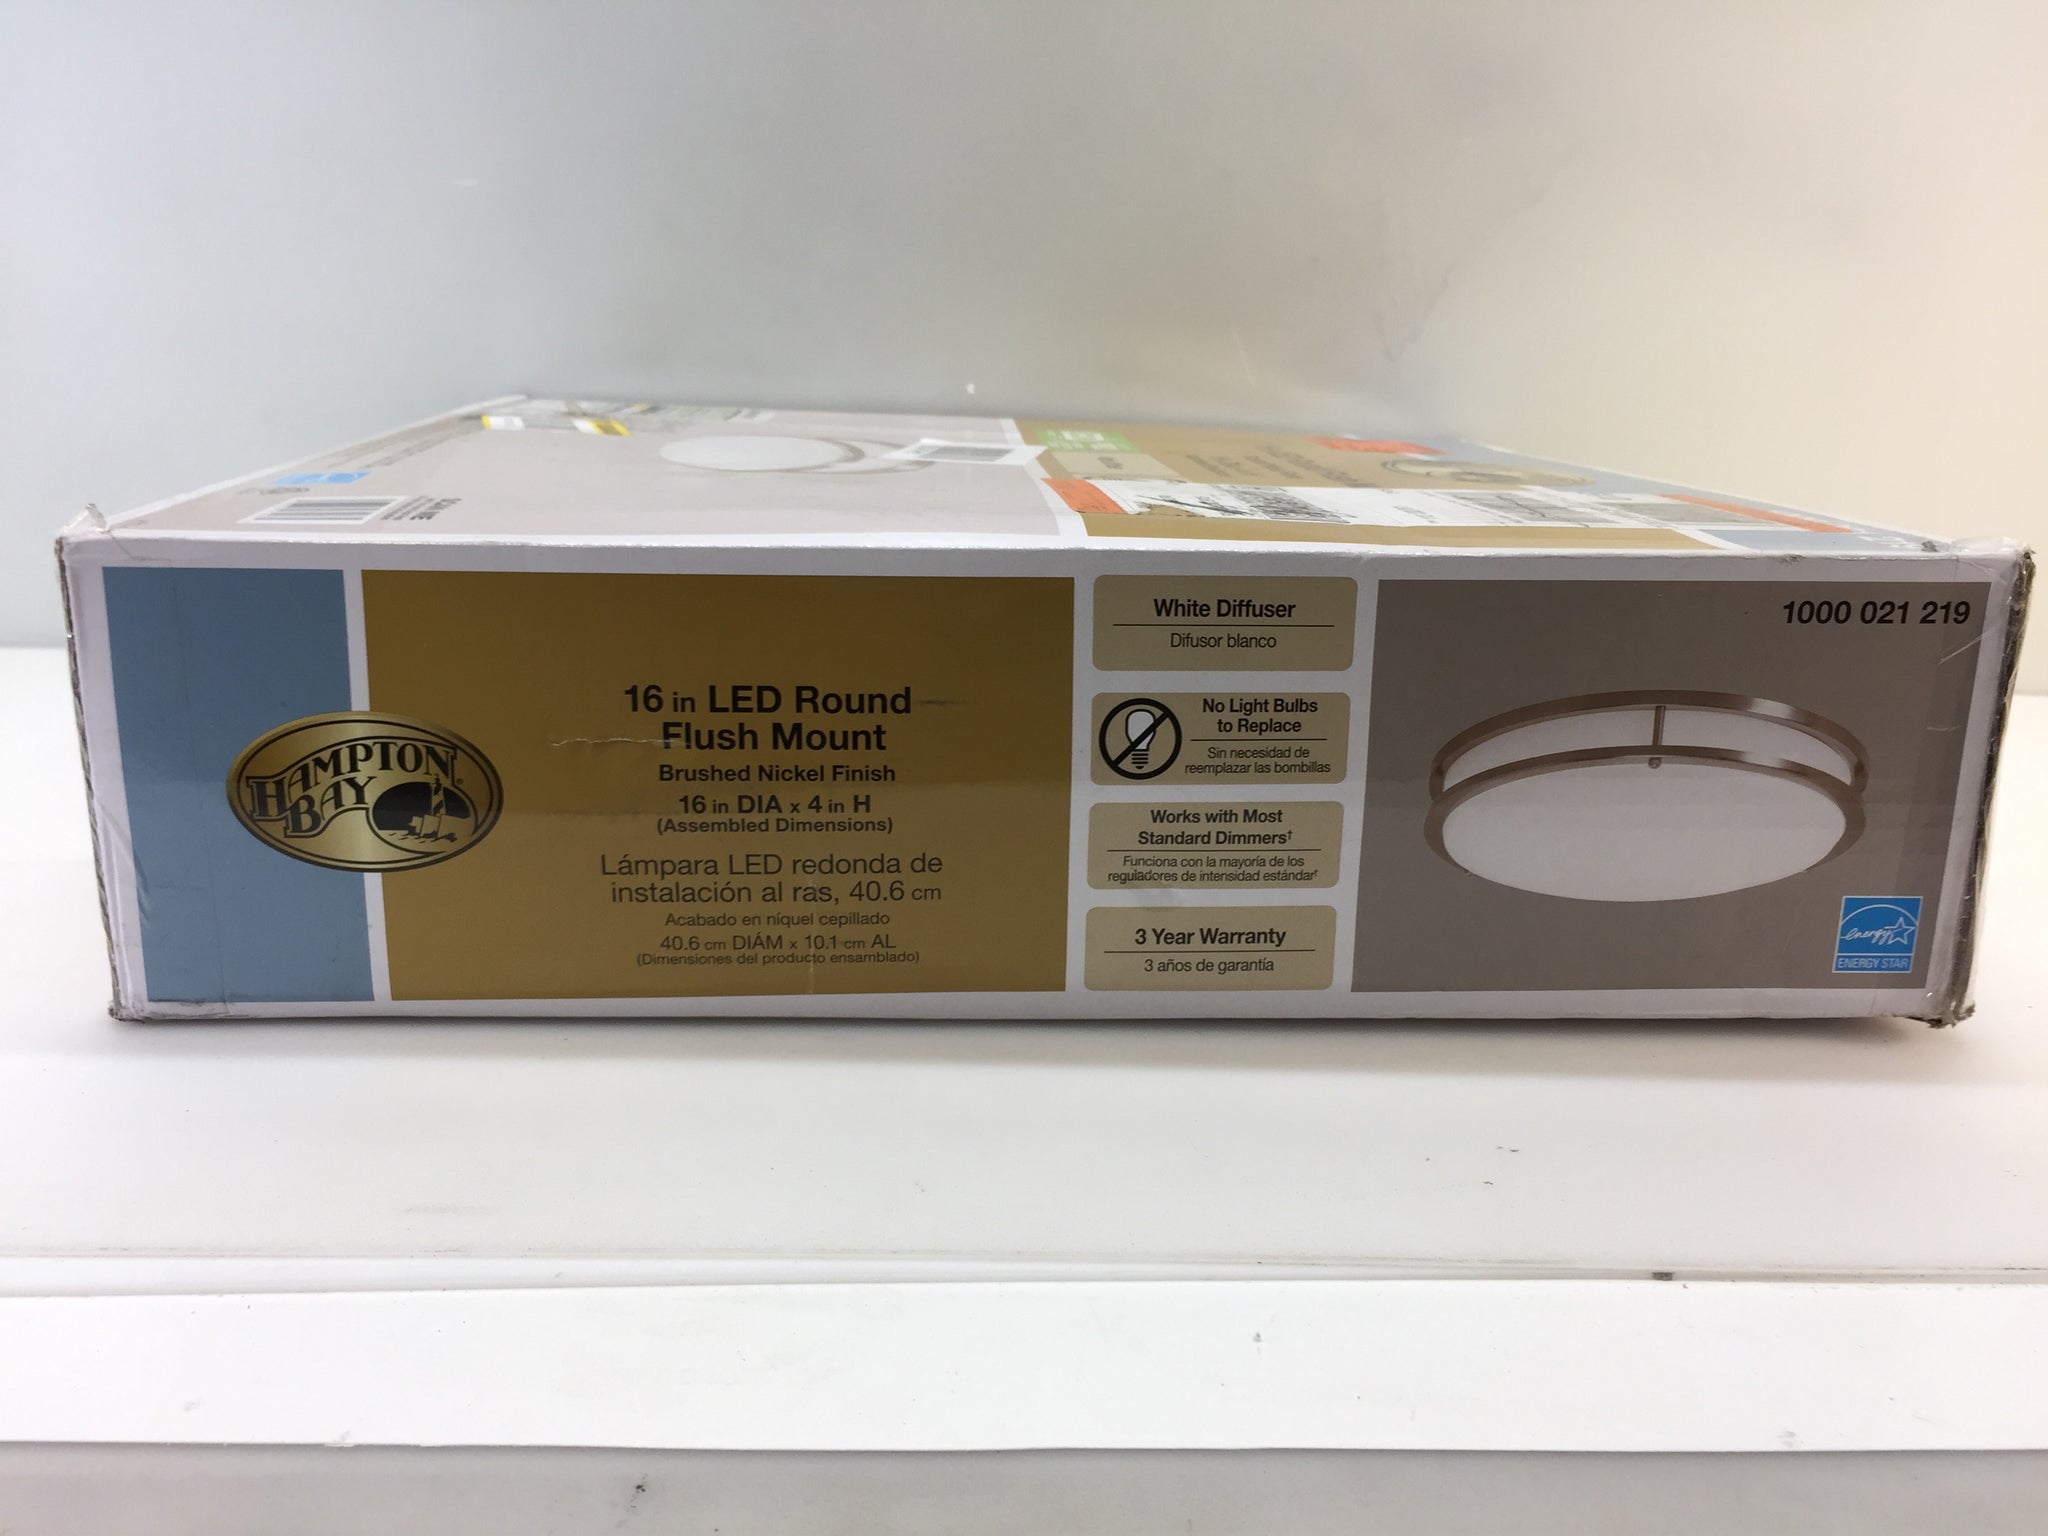 HAMPTON
BAY
16 in LED Round
Flush Mount
Brushed Nickel Finish
16 in DIA x 4 in H
(Assembled Dimensions)
Lámpara LED redonda de
instalación al ras, 40.6 cm
Acabado en níquel cepillado
40.6 cm DIÁM x 10.1 cm AL
(Dimensiones del producto ensamblado)
White Diffuser
Difusor blanco
No Light Bulbs
to Replace
Sin necesidad de
reemplazar las bombillas
Works with Most
Standard Dimmers†
Funciona con la mayoría de los
reguladores de intensidad estándar†
3 Year Warranty
3 años de garantía
1000 021 219
energy
ENERGY STAR